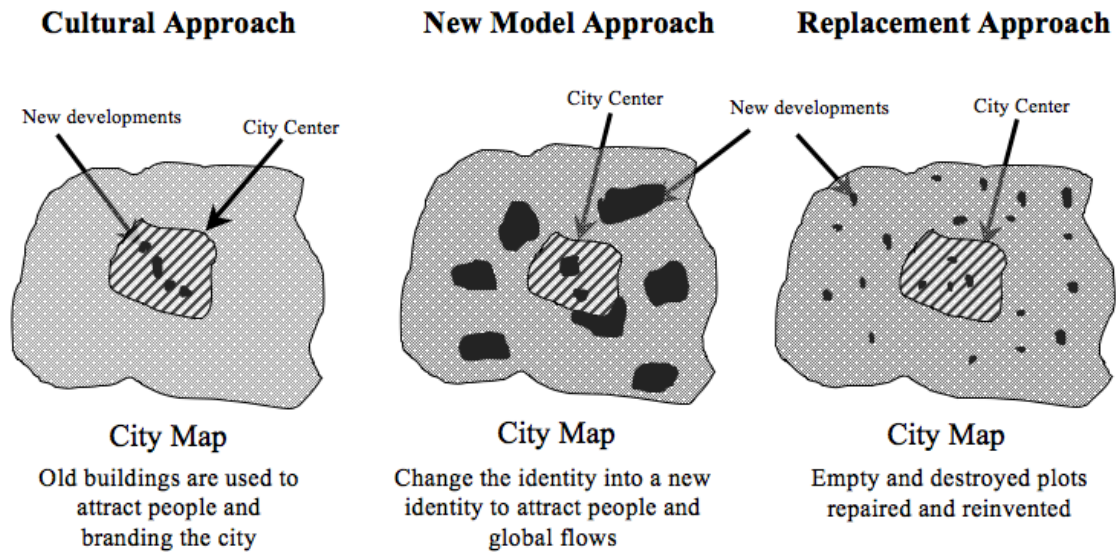 Cultural Approach
New Model Approach
Replacement Approach
New developments
City Center
City Center
New developments
City Center
City Map
Old buildings are used to
attract people and
branding the city
City Map
Change the identity into a new
identity to attract people and
global flows
City Map
Empty and destroyed plots
repaired and reinvented